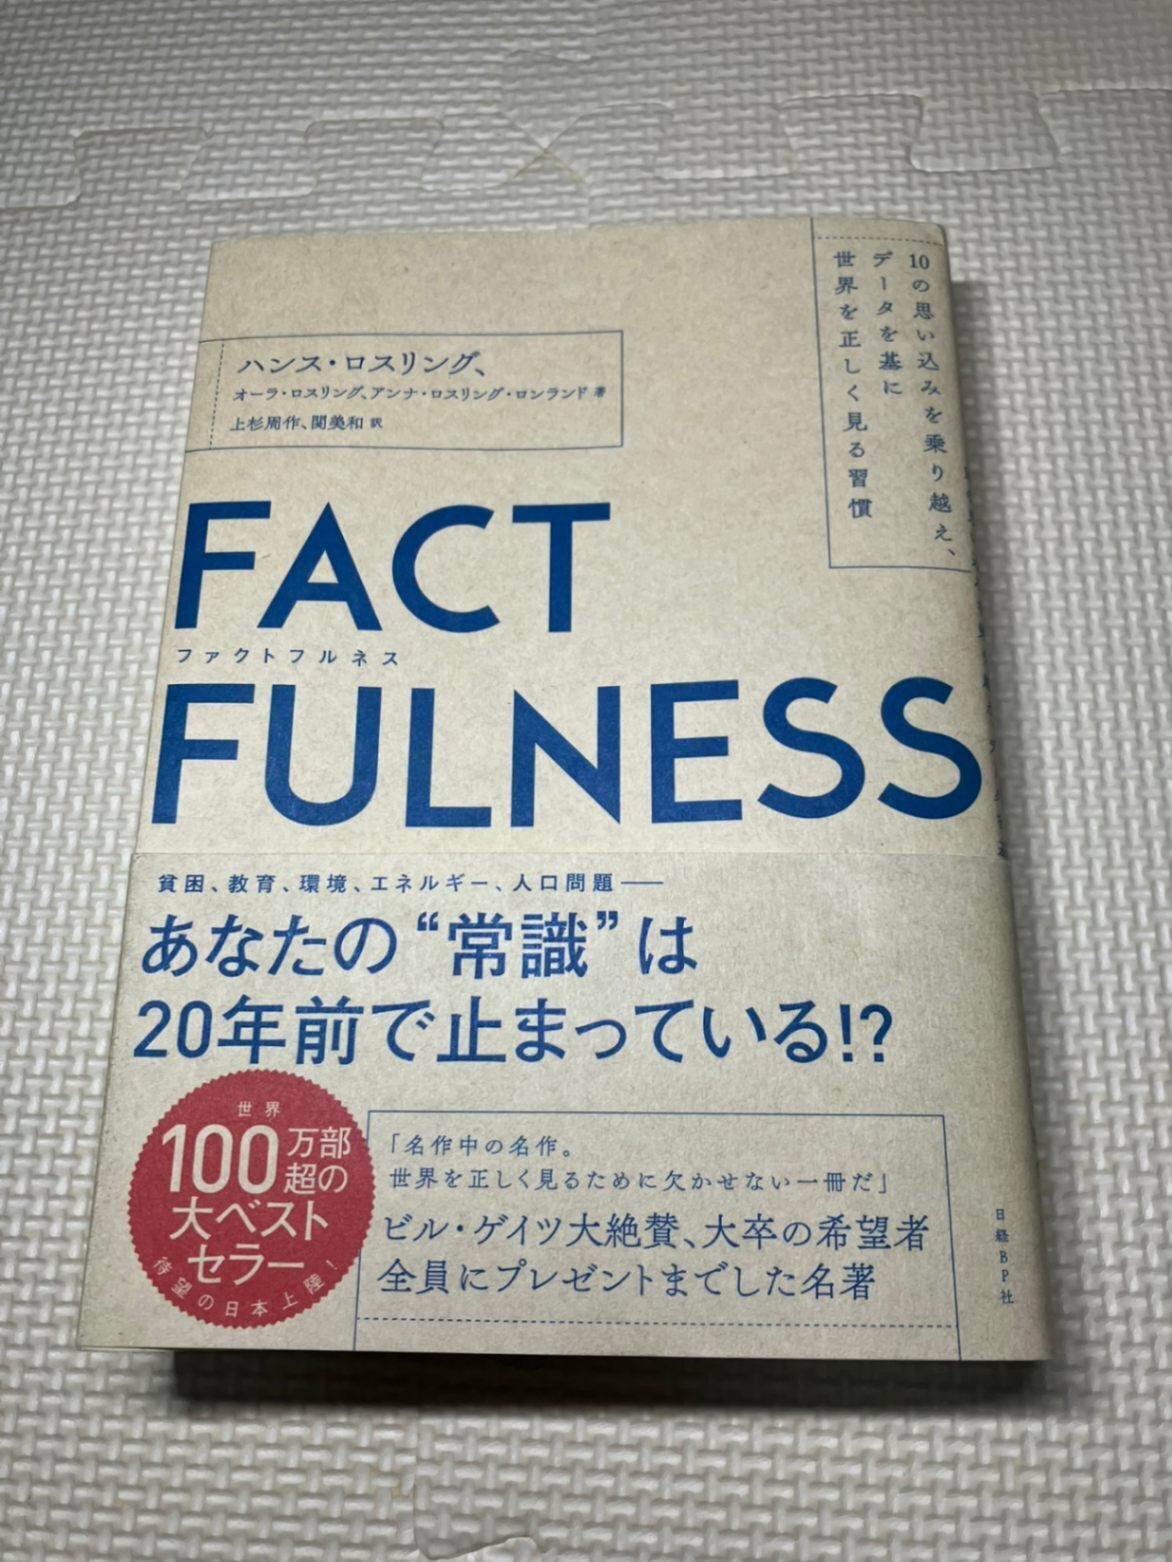 10の思い込みを乗り越え、
データを基に
世界を正しく見る習慣
ハンス・ロスリング、
オーラ・ロスリング、アンナ・ロスリング・ロンランド 著
上杉周作、関美和 訳
FACT
ファクトフルネス
FULNESS
貧困、教育、環境、エネルギー、人口問題——
あなたの“常識”は
20年前で止まっている!?
世界
100万部
超の
大ベスト
セラー
待望の日本上陸！
「名作中の名作。
世界を正しく見るために欠かせない一冊だ」
ビル・ゲイツ大絶賛、大卒の希望者
全員にプレゼントまでした名著
日経BP社